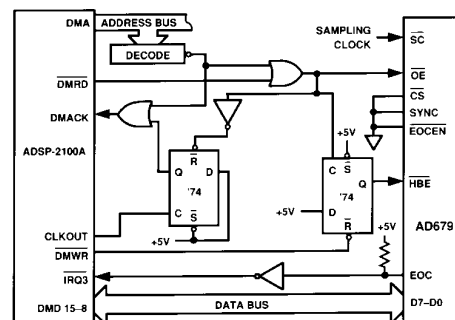 DMA
ADDRESS BUS
DECODE
SAMPLING
CLOCK
SC
DMRD
OE
CS
DMACK
SYNC
EOCEN
ADSP-2100A
R
+5V
Q
D
'74
C
S
C
S
'74
Q
HBE
+5V
D
R
+5V
AD679
CLKOUT
+5V
DMWR
IRQ3
EOC
DMD 15–8
DATA BUS
D7–D0